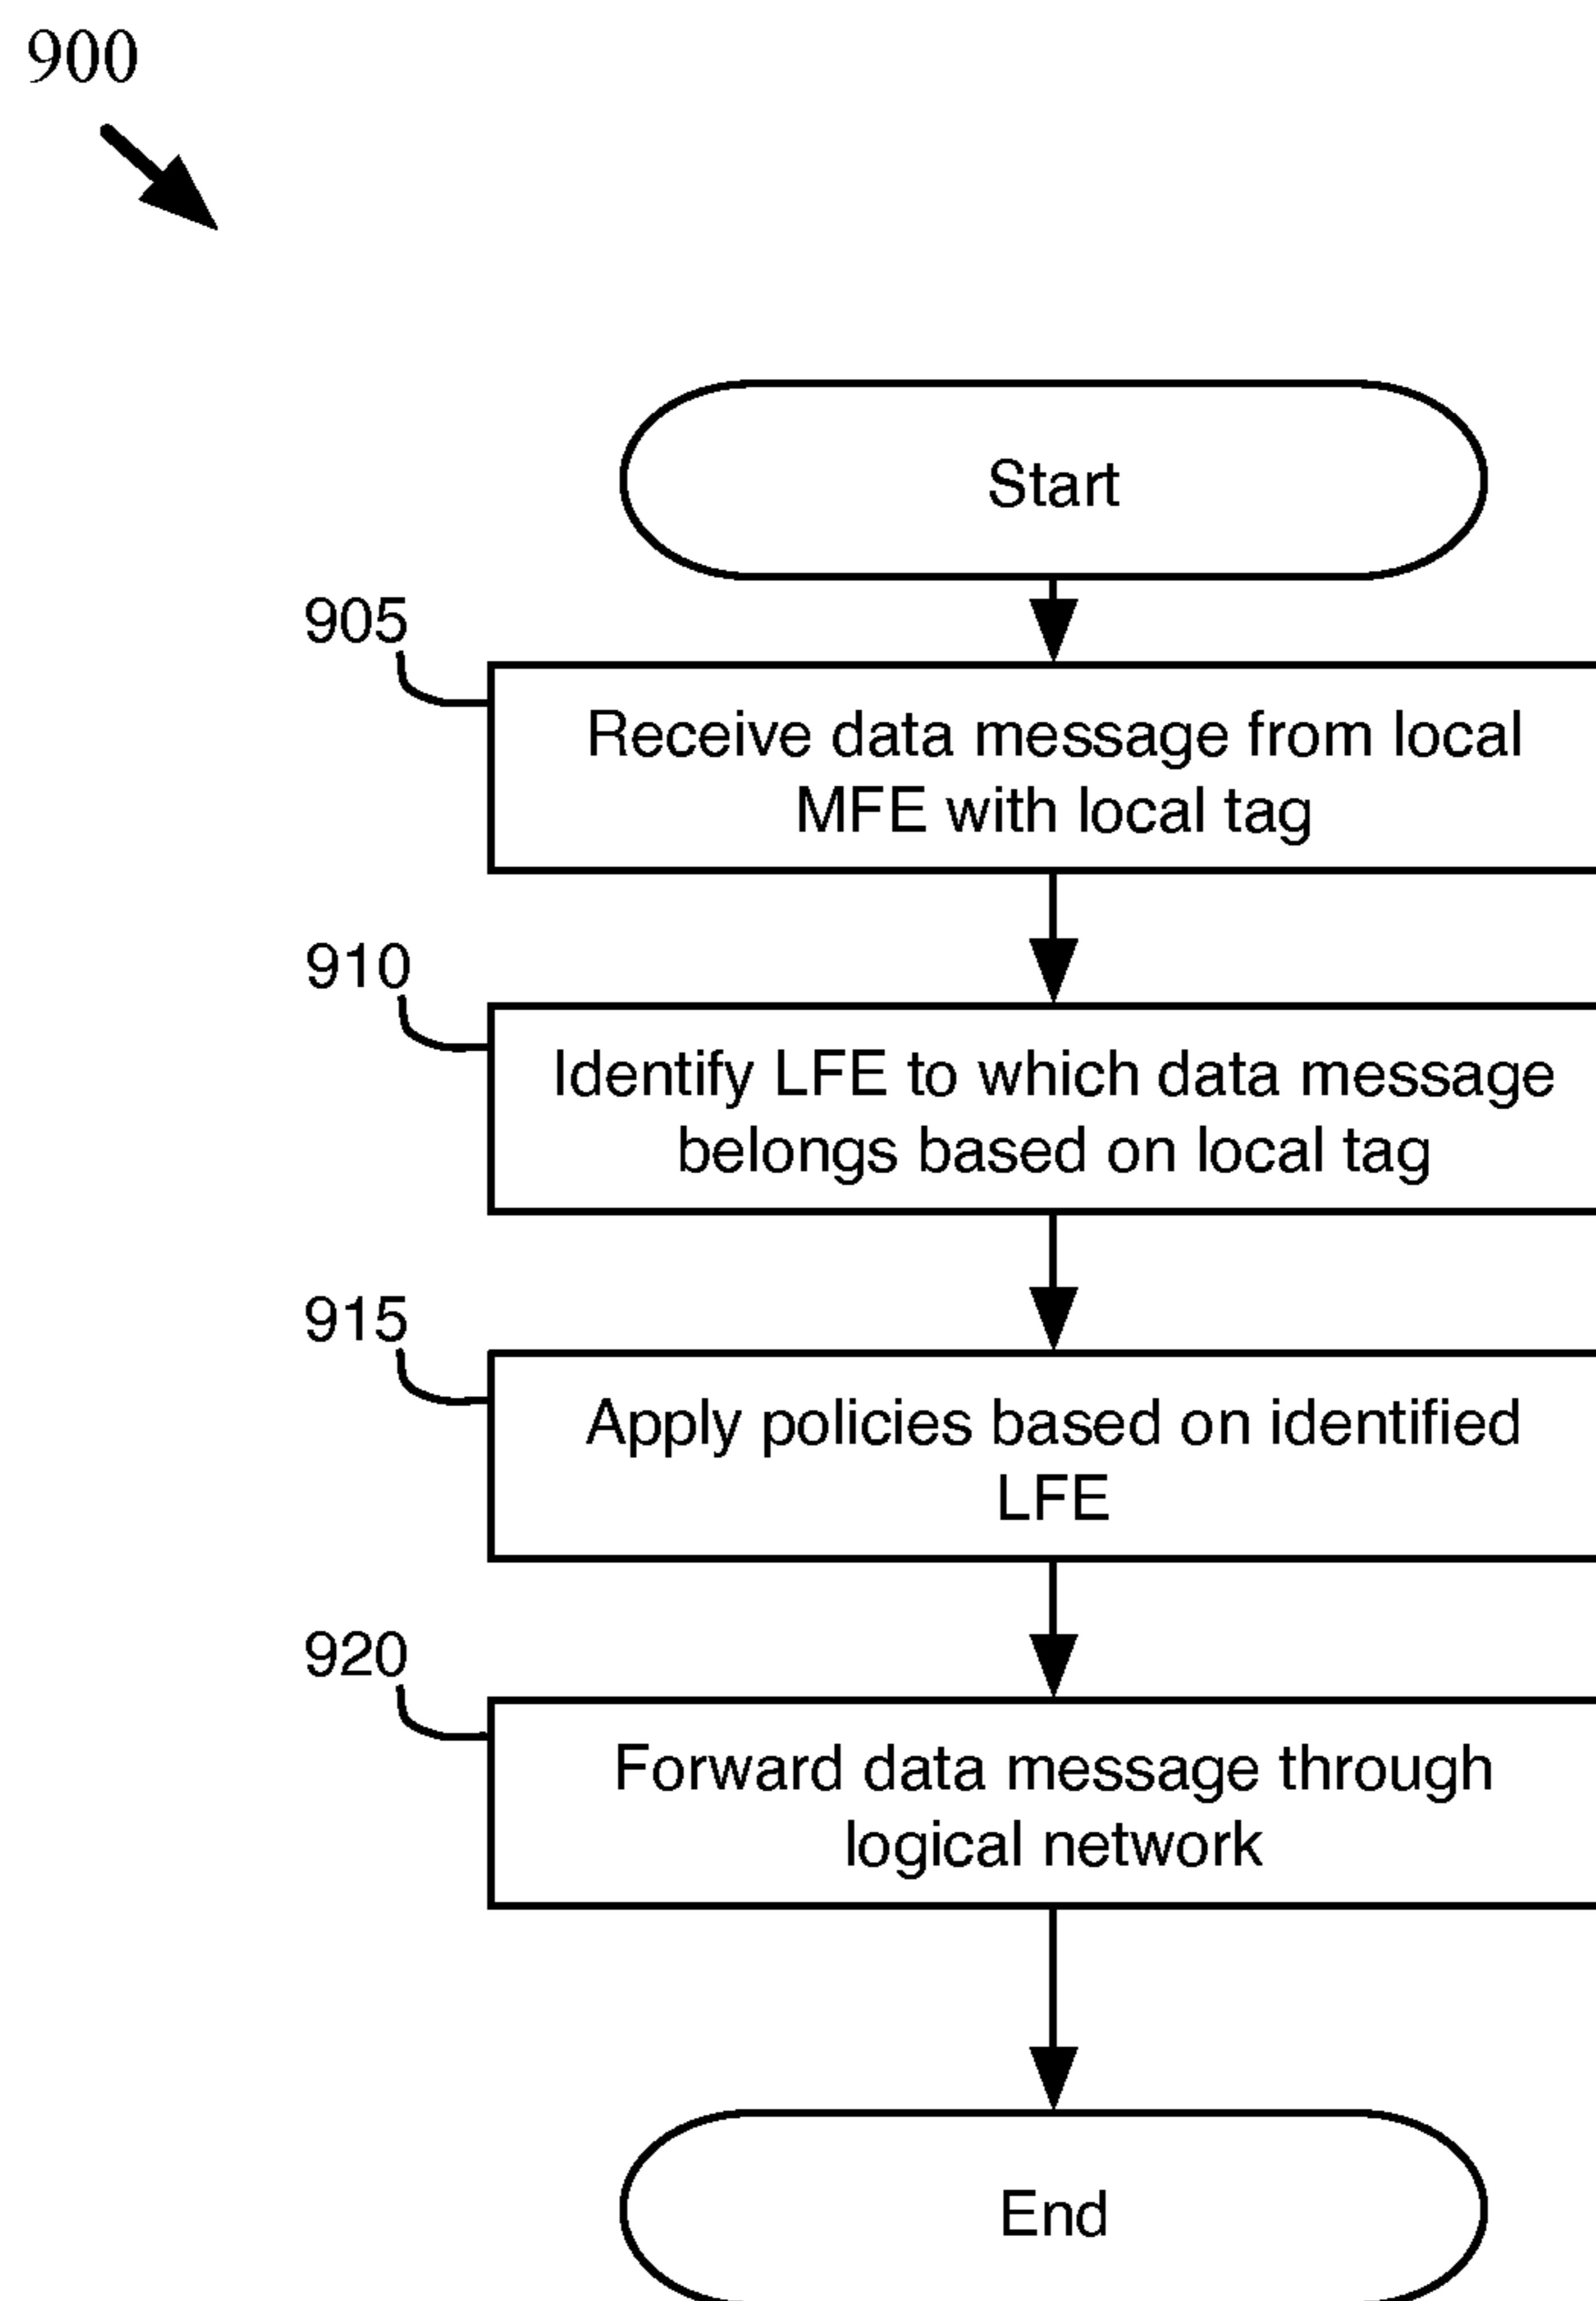 900
Start
905
Receive data message from local
MFE with local tag
910
Identify LFE to which data message
belongs based on local tag
915
Apply policies based on identified
LFE
920
Forward data message through
logical network
End